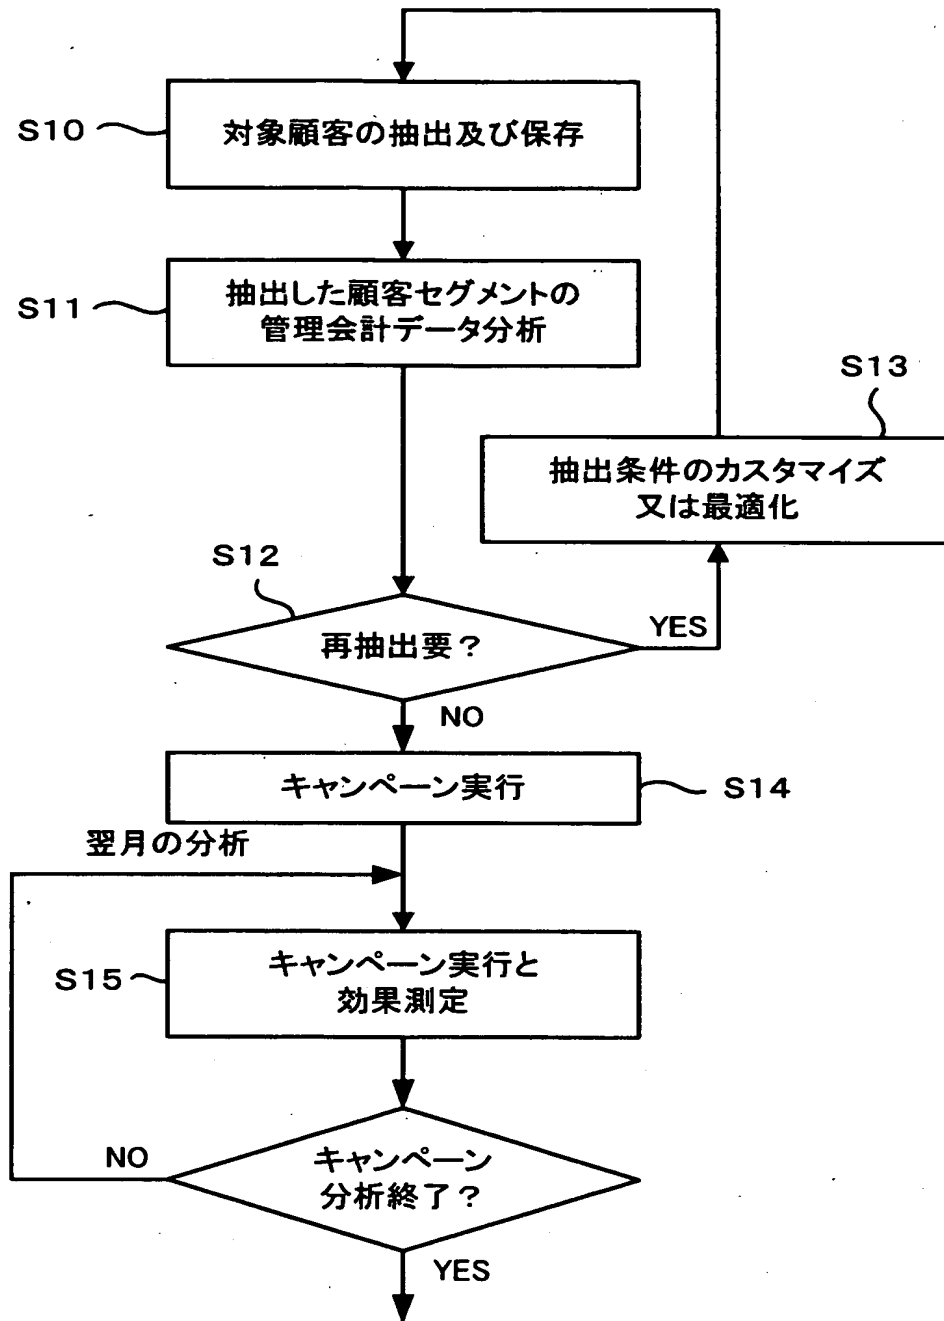 S10
対象顧客の抽出及び保存
S11
抽出した顧客セグメントの
管理会計データ分析
S13
抽出条件のカスタマイズ
又は最適化
S12
再抽出要？
YES
NO
キャンペーン実行
S14
翌月の分析
S15
キャンペーン実行と
効果測定
NO
キャンペーン
分析終了？
YES